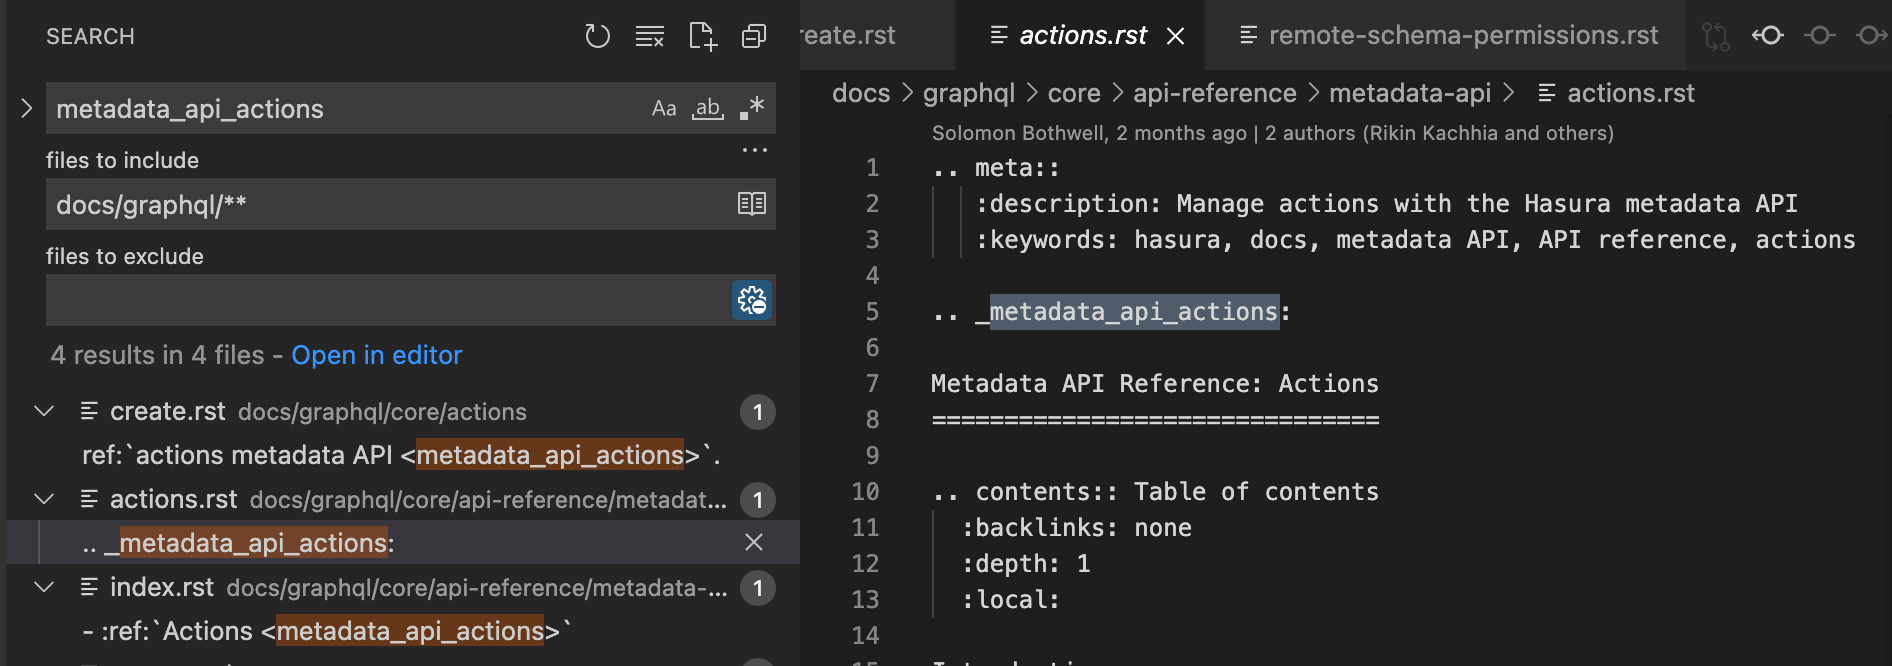 SEARCH
metadata_api_actions
Aa ab .*
files to include
...
docs/graphql/**
files to exclude
4 results in 4 files - Open in editor
create.rst docs/graphql/core/actions 1
ref:`actions metadata API <metadata_api_actions>`.
actions.rst docs/graphql/core/api-reference/metadat... 1
.. _metadata_api_actions:
index.rst docs/graphql/core/api-reference/metadata-... 1
- :ref:`Actions <metadata_api_actions>`
reate.rst actions.rst remote-schema-permissions.rst
docs > graphql > core > api-reference > metadata-api > actions.rst
Solomon Bothwell, 2 months ago | 2 authors (Rikin Kachhia and others)
1 .. meta::
2 :description: Manage actions with the Hasura metadata API
3 :keywords: hasura, docs, metadata API, API reference, actions
4
5 .. _metadata_api_actions:
6
7 Metadata API Reference: Actions
8 ===============================
9
10 .. contents:: Table of contents
11 :backlinks: none
12 :depth: 1
13 :local:
14